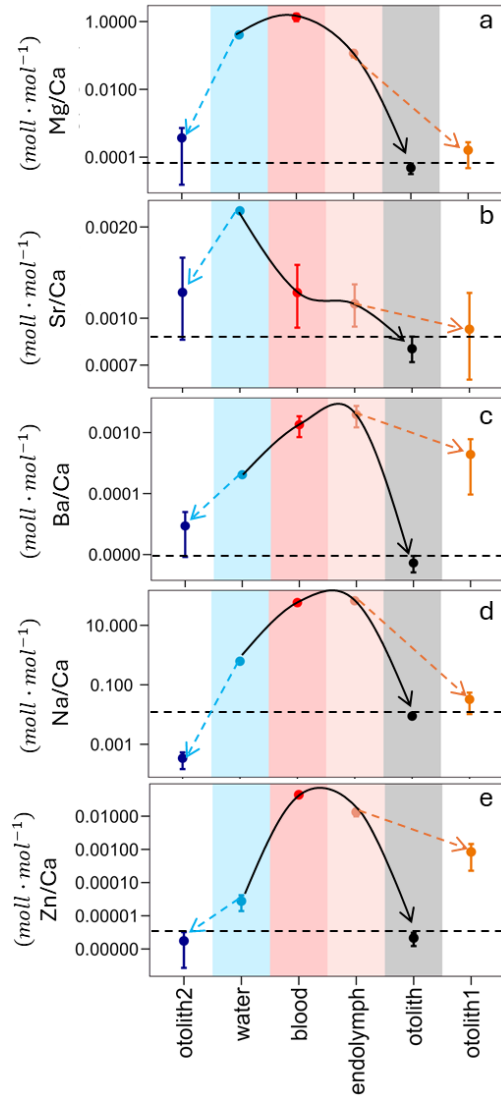 a
(moll · mol⁻¹)
Mg/Ca
1.0000
0.0100
0.0001
b
(moll · mol⁻¹)
Sr/Ca
0.0020
0.0010
0.0007
c
(moll · mol⁻¹)
Ba/Ca
0.0010
0.0001
0.0000
d
(moll · mol⁻¹)
Na/Ca
10.000
0.100
0.001
e
(moll · mol⁻¹)
Zn/Ca
0.01000
0.00100
0.00010
0.00001
0.00000
otolith2
water
blood
endolymph
otolith
otolith1